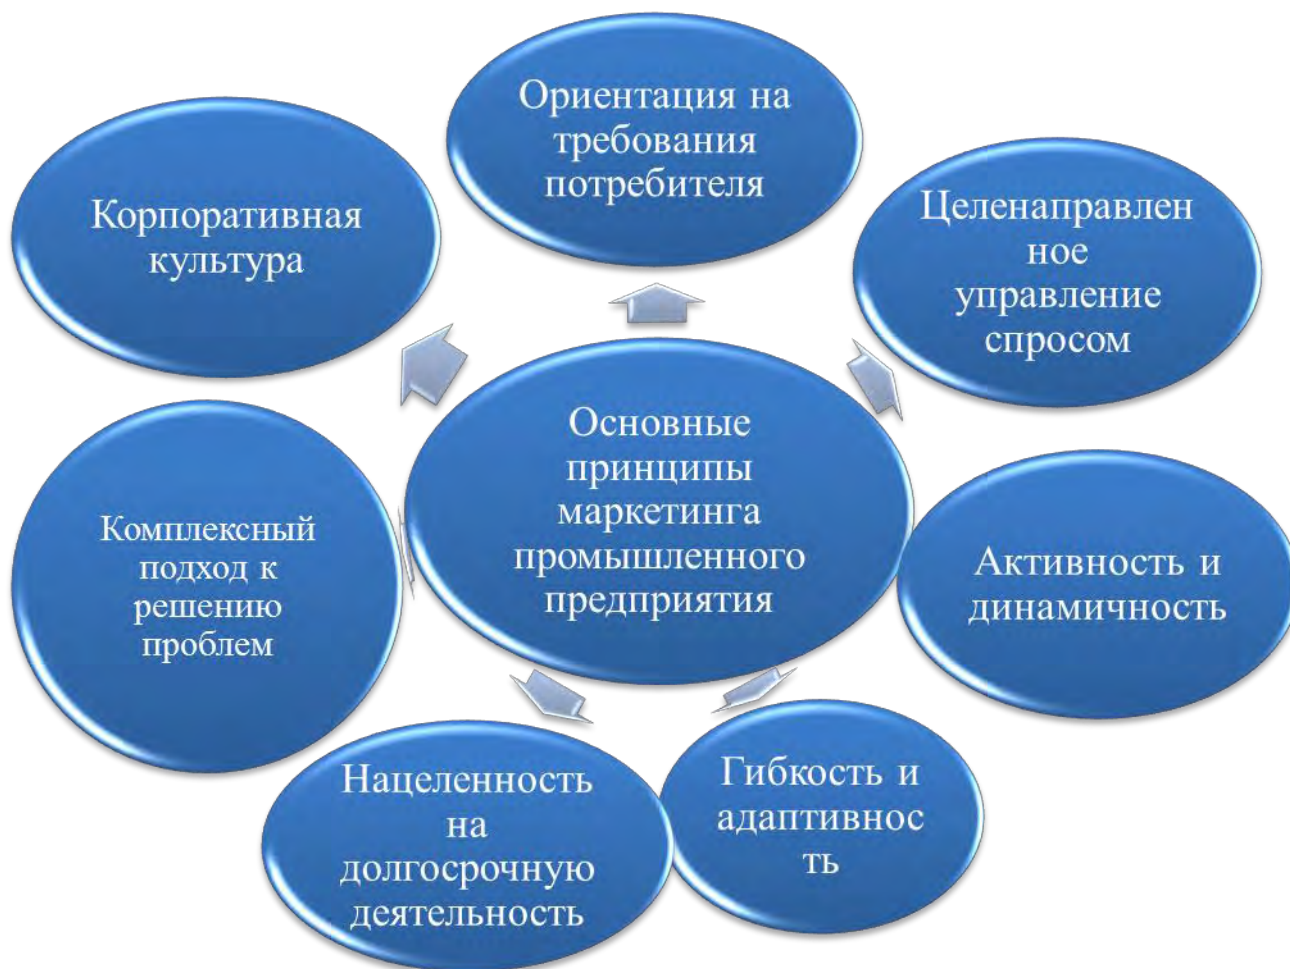 Ориентация на
требования
потребителя
Корпоративная
культура
Целенаправлен
ное
управление
спросом
Основные
принципы
маркетинга
промышленного
предприятия
Комплексный
подход к
решению
проблем
Активность и
динамичность
Нацеленность
на
долгосрочную
деятельность
Гибкость и
адаптивнос
ть